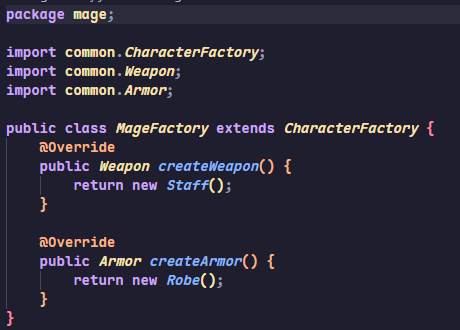 package mage;
import common.CharacterFactory;
import common.Weapon;
import common.Armor;
public class MageFactory extends CharacterFactory {
    @Override
    public Weapon createWeapon() {
        return new Staff();
    }
    @Override
    public Armor createArmor() {
        return new Robe();
    }
}